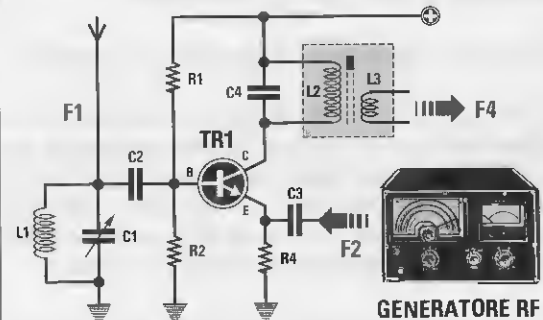 F1
R1
C4
L2
L3
F4
TR1
C2
B
C
E
C3
F2
L1
C1
R2
R4
GENERATORE RF